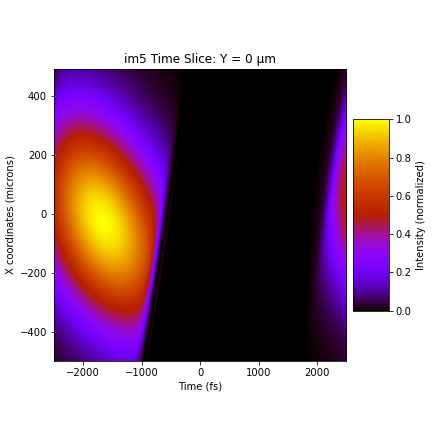 im5 Time Slice: Y = 0 μm
400
200
0
−200
−400
X coordinates (microns)
−2000 −1000 0 1000 2000
Time (fs)
1.0
0.8
0.6
0.4
0.2
0.0
Intensity (normalized)